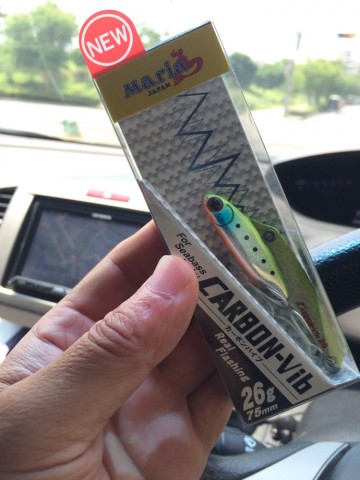 NEW
Maria
JAPAN
For
Seabass
CARBON-Vib
カーボンバイブ
Real
Flashing
26g
75mm